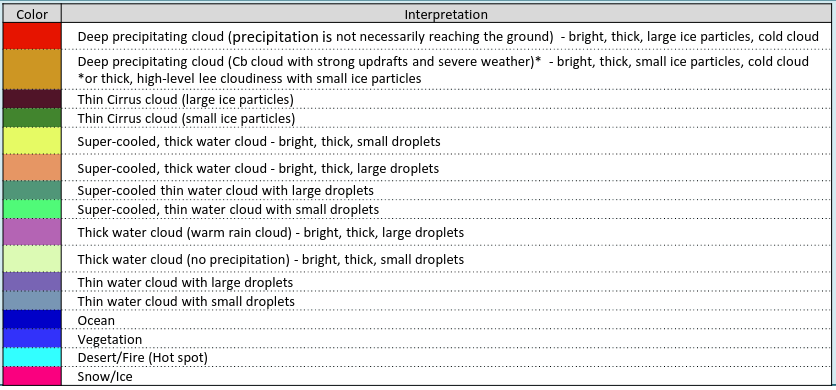 Color
Interpretation
Deep precipitating cloud (precipitation is not necessarily reaching the ground) - bright, thick, large ice particles, cold cloud
Deep precipitating cloud (Cb cloud with strong updrafts and severe weather)* - bright, thick, small ice particles, cold cloud
*or thick, high-level lee cloudiness with small ice particles
Thin Cirrus cloud (large ice particles)
Thin Cirrus cloud (small ice particles)
Super-cooled, thick water cloud - bright, thick, small droplets
Super-cooled, thick water cloud - bright, thick, large droplets
Super-cooled thin water cloud with large droplets
Super-cooled, thin water cloud with small droplets
Thick water cloud (warm rain cloud) - bright, thick, large droplets
Thick water cloud (no precipitation) - bright, thick, small droplets
Thin water cloud with large droplets
Thin water cloud with small droplets
Ocean
Vegetation
Desert/Fire (Hot spot)
Snow/Ice